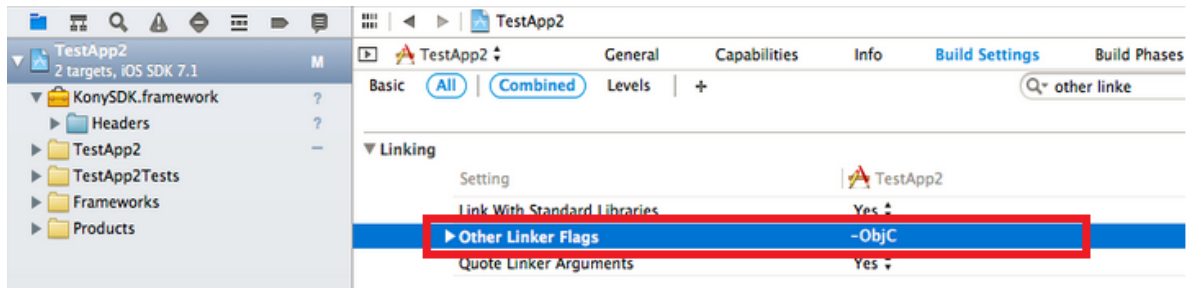 TestApp2
TestApp2
2 targets, iOS SDK 7.1
M
TestApp2
General
Capabilities
Info
Build Settings
Build Phases
KonySDK.framework
?
Basic
All
Combined
Levels
other linke
Headers
?
TestApp2
Linking
TestApp2Tests
Setting
TestApp2
Frameworks
Link With Standard Libraries
Yes
Products
Other Linker Flags
-ObjC
Quote Linker Arguments
Yes